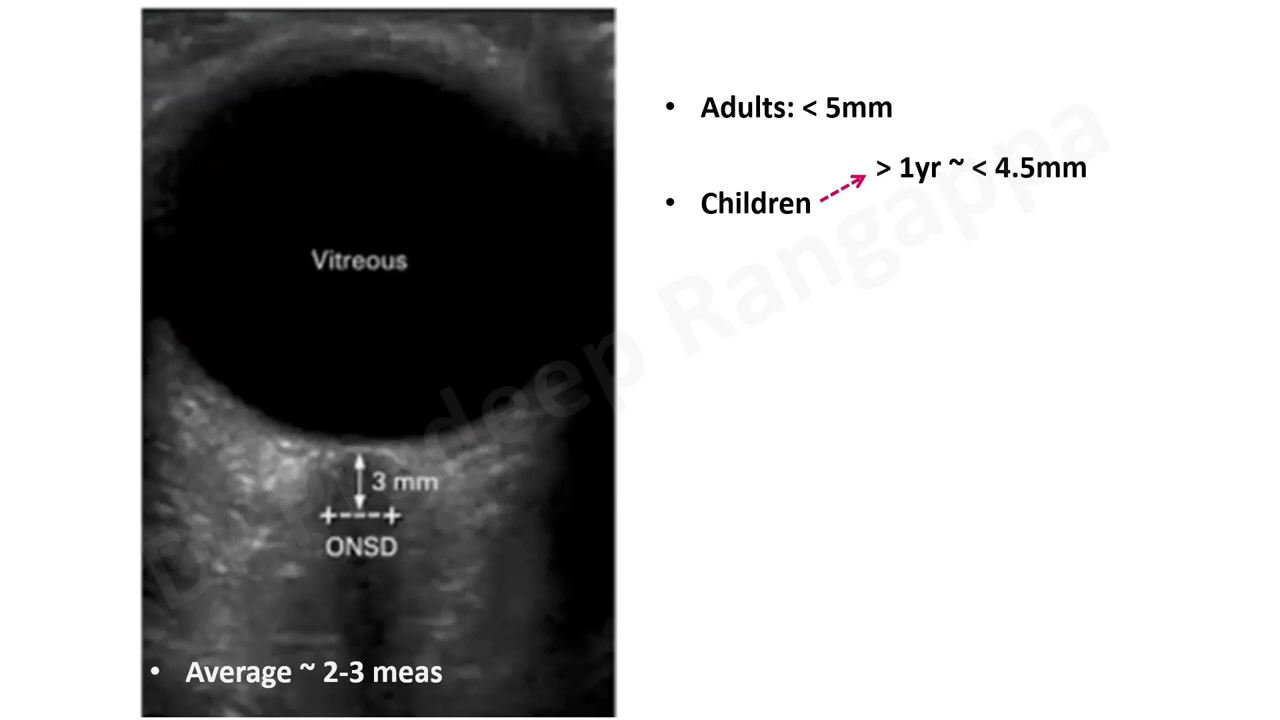 Vitreous
3 mm
ONSD
• Average ~ 2-3 meas
• Adults: < 5mm
> 1yr ~ < 4.5mm
• Children